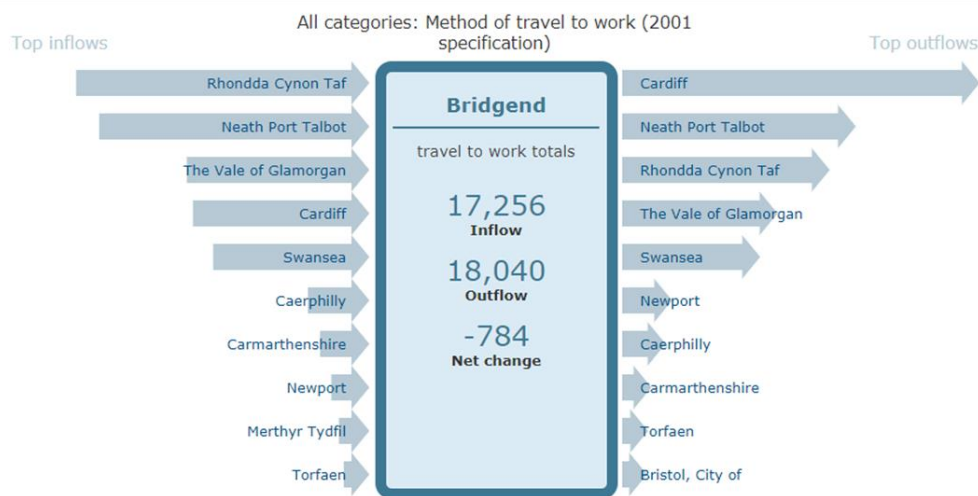 All categories: Method of travel to work (2001
specification)
Top inflows
Top outflows
Rhondda Cynon Taf
Neath Port Talbot
The Vale of Glamorgan
Cardiff
Swansea
Caerphilly
Carmarthenshire
Newport
Merthyr Tydfil
Torfaen
Bridgend
travel to work totals
17,256
Inflow
18,040
Outflow
-784
Net change
Cardiff
Neath Port Talbot
Rhondda Cynon Taf
The Vale of Glamorgan
Swansea
Newport
Caerphilly
Carmarthenshire
Torfaen
Bristol, City of